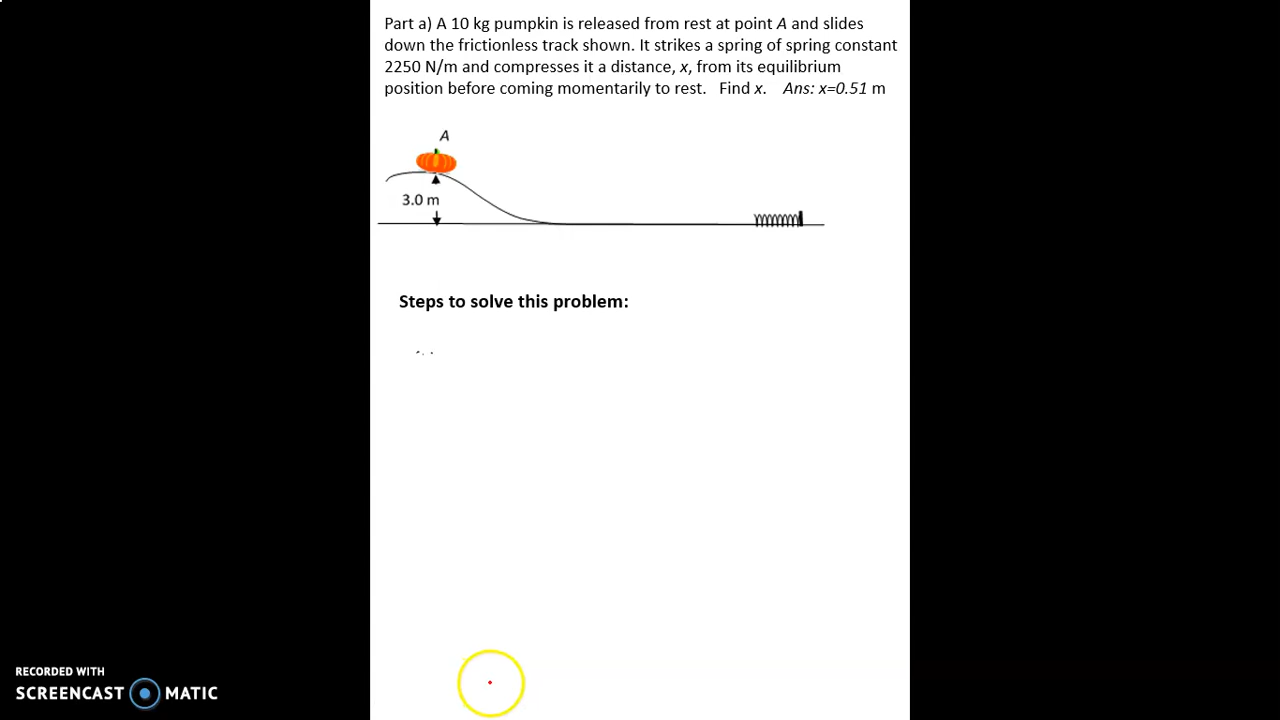 Part a) A 10 kg pumpkin is released from rest at point A and slides
down the frictionless track shown. It strikes a spring of spring constant
2250 N/m and compresses it a distance, x, from its equilibrium
position before coming momentarily to rest. Find x. Ans: x=0.51 m
A
3.0 m
Steps to solve this problem:
RECORDED WITH
SCREENCAST MATIC